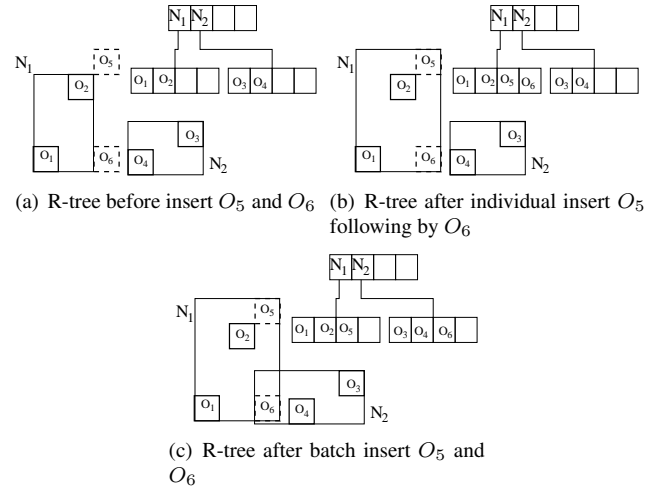 N₁ N₂
N₁
O₅
O₂
O₁ O₂
O₃ O₄
O₁
O₆
O₃
O₄
N₂
(a) R-tree before insert O₅ and O₆
N₁ N₂
N₁
O₅
O₂
O₁ O₂ O₅ O₆
O₃ O₄
O₁
O₆
O₃
O₄
N₂
(b) R-tree after individual insert O₅
following by O₆
N₁ N₂
N₁
O₅
O₂
O₁ O₂ O₅
O₃ O₄ O₆
O₁
O₆
O₄
O₃
N₂
(c) R-tree after batch insert O₅ and
O₆